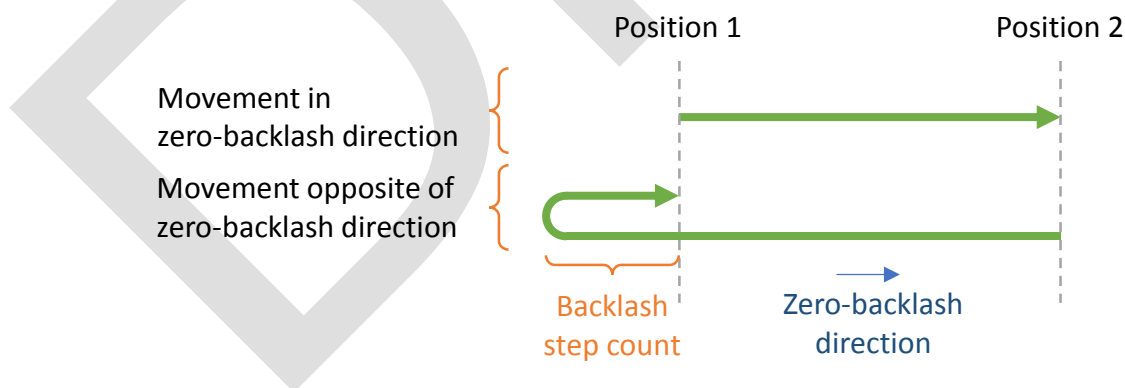 Position 1
Position 2
Movement in
zero-backlash direction
Movement opposite of
zero-backlash direction
Backlash
step count
Zero-backlash
direction